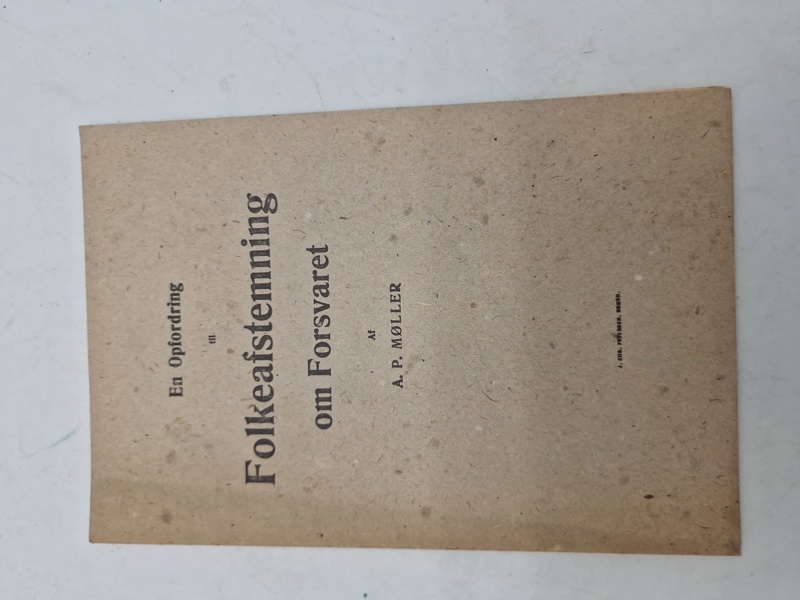 En Opfordring
til
Folkeafstemning
om Forsvaret
Af
A. P. MØLLER